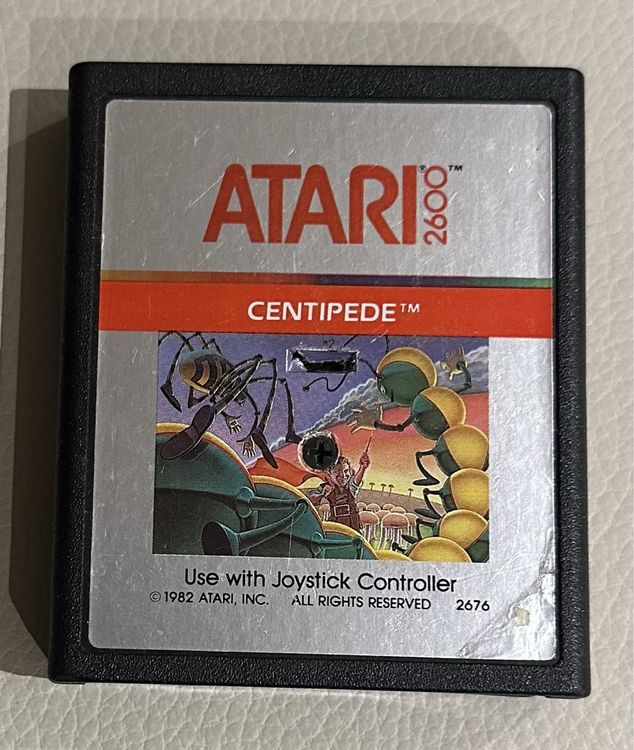 ATARI® 2600™
CENTIPEDE™
Use with Joystick Controller
© 1982 ATARI, INC. ALL RIGHTS RESERVED 2676